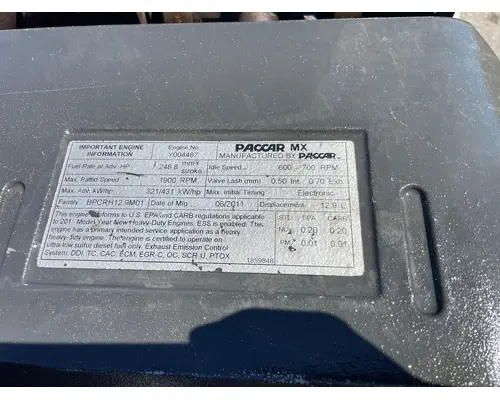 IMPORTANT ENGINE INFORMATION
Engine No.
Y004487
PACCAR MX
MANUFACTURED BY PACCAR
Fuel Rate at Adv. HP 248.8 mm³/stroke
Idle Speed 600 - 700 RPM
Max. Rated Speed 1900 RPM
Valve Lash (mm) 0.50 Int. 0.70 Exh
Max. Adv. kW/hp 321/431 kW/hp
Max. Initial Timing Electronic
Family BPCRH12.9M01
Date of Mfg 06/2011
Displacement 12.9 L
This engine conforms to U.S. EPA and CARB regulations applicable
to 2011 Model Year New Heavy-Duty Engines. ESS is enabled. This
engine has a primary intended service application as a heavy
heavy-duty engine. This engine is certified to operate on
ultra-low sulfur diesel fuel only. Exhaust Emission Control
System: DDI, TC, CAC, ECM, EGR-C, OC, SCR-U, PTOX
STD EPA CARB
0.20 0.20
PM 0.01 0.01
1859848